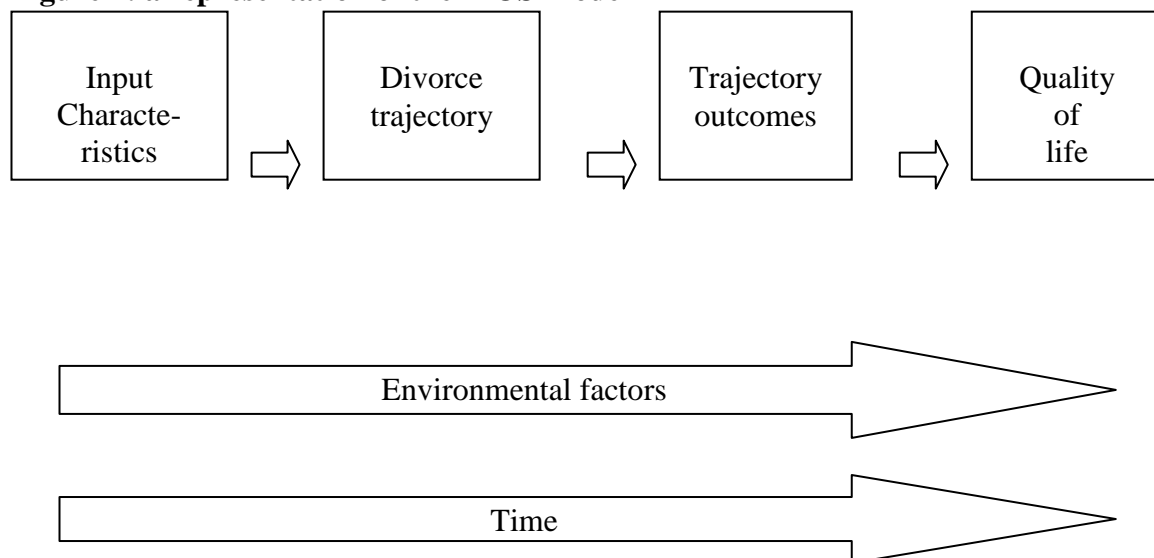 Input
Characte-
ristics
Divorce
trajectory
Trajectory
outcomes
Quality
of
life
Environmental factors
Time